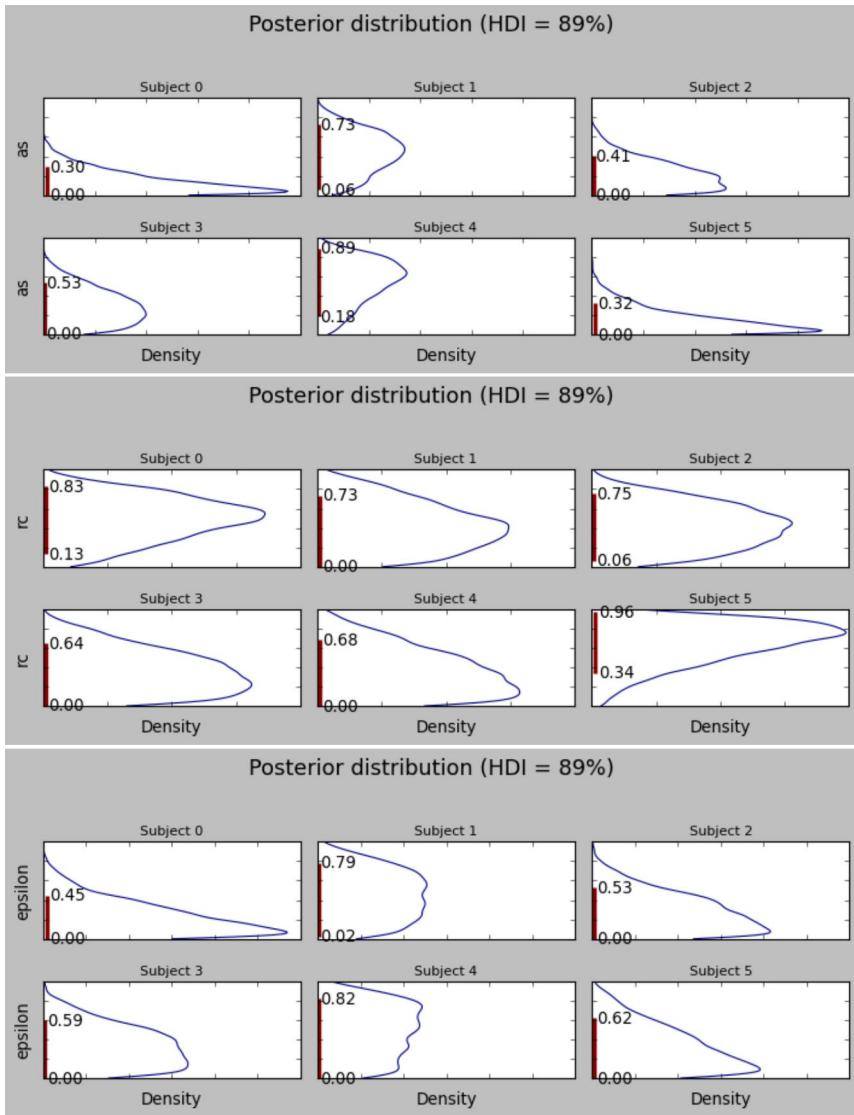 Posterior distribution (HDI = 89%)
Subject 0 Subject 1 Subject 2
as
0.30 0.73 0.41
0.00 0.06 0.00
Subject 3 Subject 4 Subject 5
as
0.53 0.89 0.32
0.00 0.18 0.00
Density Density Density
Posterior distribution (HDI = 89%)
Subject 0 Subject 1 Subject 2
rc
0.83 0.73 0.75
0.13 0.00 0.06
Subject 3 Subject 4 Subject 5
rc
0.64 0.68 0.96
0.00 0.00 0.34
Density Density Density
Posterior distribution (HDI = 89%)
Subject 0 Subject 1 Subject 2
epsilon
0.45 0.79 0.53
0.00 0.02 0.00
Subject 3 Subject 4 Subject 5
epsilon
0.59 0.82 0.62
0.00 0.00 0.00
Density Density Density